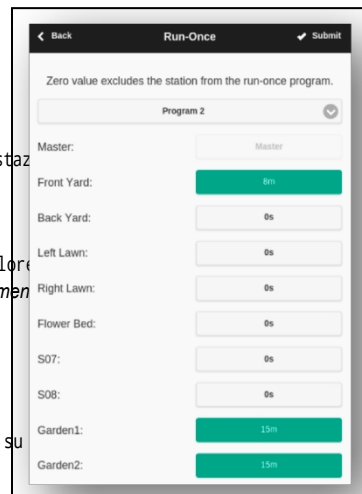 Back Run-Once Submit
Zero value excludes the station from the run-once program.
Program 2
Master: Master
Front Yard: 8m
Back Yard: 0s
Left Lawn: 0s
Right Lawn: 0s
Flower Bed: 0s
S07: 0s
S08: 0s
Garden1: 15m
Garden2: 15m
su